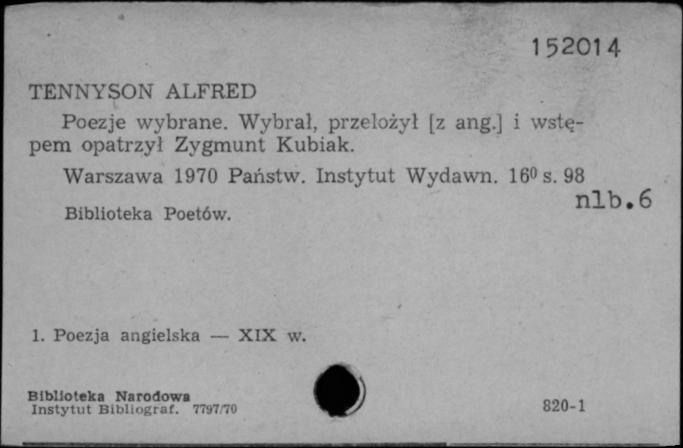 152014
TENNYSON ALFRED
Poezje wybrane. Wybrał, przełożył [z ang.] i wstę-
pem opatrzył Zygmunt Kubiak.
Warszawa 1970 Państw. Instytut Wydawn. 16⁰ s. 98
nlb.6
Biblioteka Poetów.
1. Poezja angielska — XIX w.
Biblioteka Narodowa
Instytut Bibliograf. 7797/70
820-1